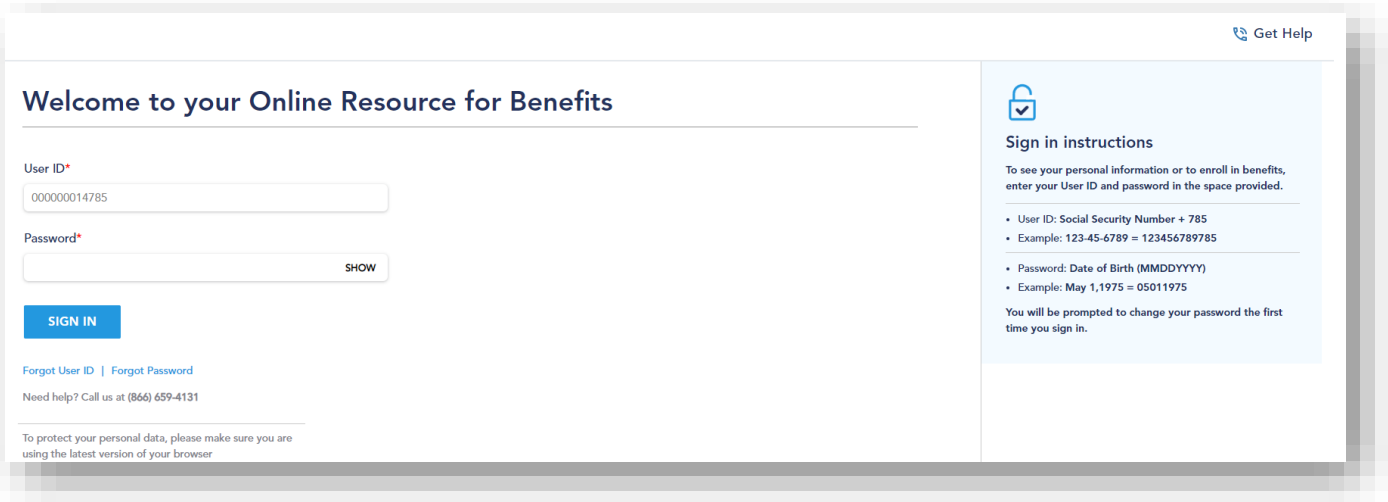 Get Help
Welcome to your Online Resource for Benefits
User ID*
000000014785
Password*
SHOW
SIGN IN
Forgot User ID | Forgot Password
Need help? Call us at (866) 659-4131
To protect your personal data, please make sure you are
using the latest version of your browser
Sign in instructions
To see your personal information or to enroll in benefits,
enter your User ID and password in the space provided.
• User ID: Social Security Number + 785
• Example: 123-45-6789 = 123456789785
• Password: Date of Birth (MMDDYYYY)
• Example: May 1,1975 = 05011975
You will be prompted to change your password the first
time you sign in.